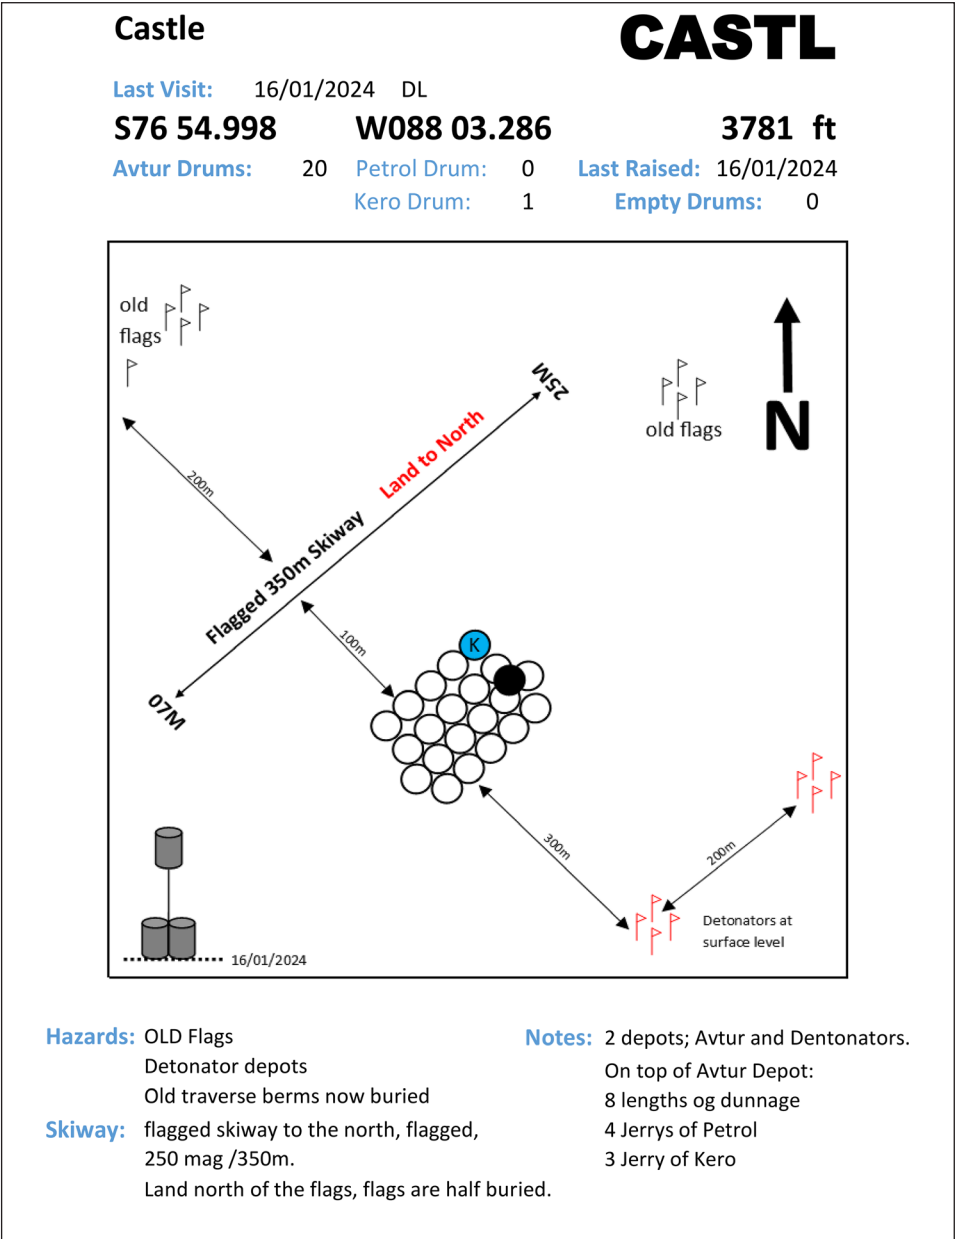 Castle CASTL
Last Visit: 16/01/2024 DL
S76 54.998 W088 03.286 3781 ft
Avtur Drums: 20 Petrol Drum: 0 Last Raised: 16/01/2024
Kero Drum: 1 Empty Drums: 0
old
flags
25M
old flags
N
200m
Land to North
Flagged 350m Skiway
100m
K
07M
300m
200m
Detonators at
surface level
16/01/2024
Hazards: OLD Flags
Detonator depots
Old traverse berms now buried
Skiway: flagged skiway to the north, flagged,
250 mag /350m.
Land north of the flags, flags are half buried.
Notes: 2 depots; Avtur and Dentonators.
On top of Avtur Depot:
8 lengths og dunnage
4 Jerrys of Petrol
3 Jerry of Kero